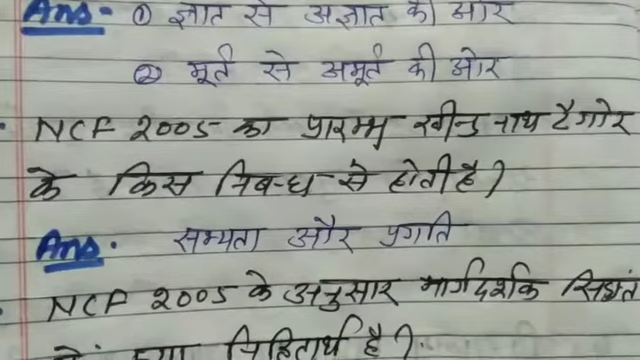 Ans- ① ज्ञात से अज्ञात की ओर
② मूर्त से अमूर्त की ओर
NCF 2005 का प्रारम्भ रवीन्द्र नाथ टैगोर
के किस निबन्ध से होती है?
Ans. सभ्यता और प्रगति
NCF 2005 के अनुसार मार्गदर्शक सिद्धांत
के क्या निहितार्थ है?